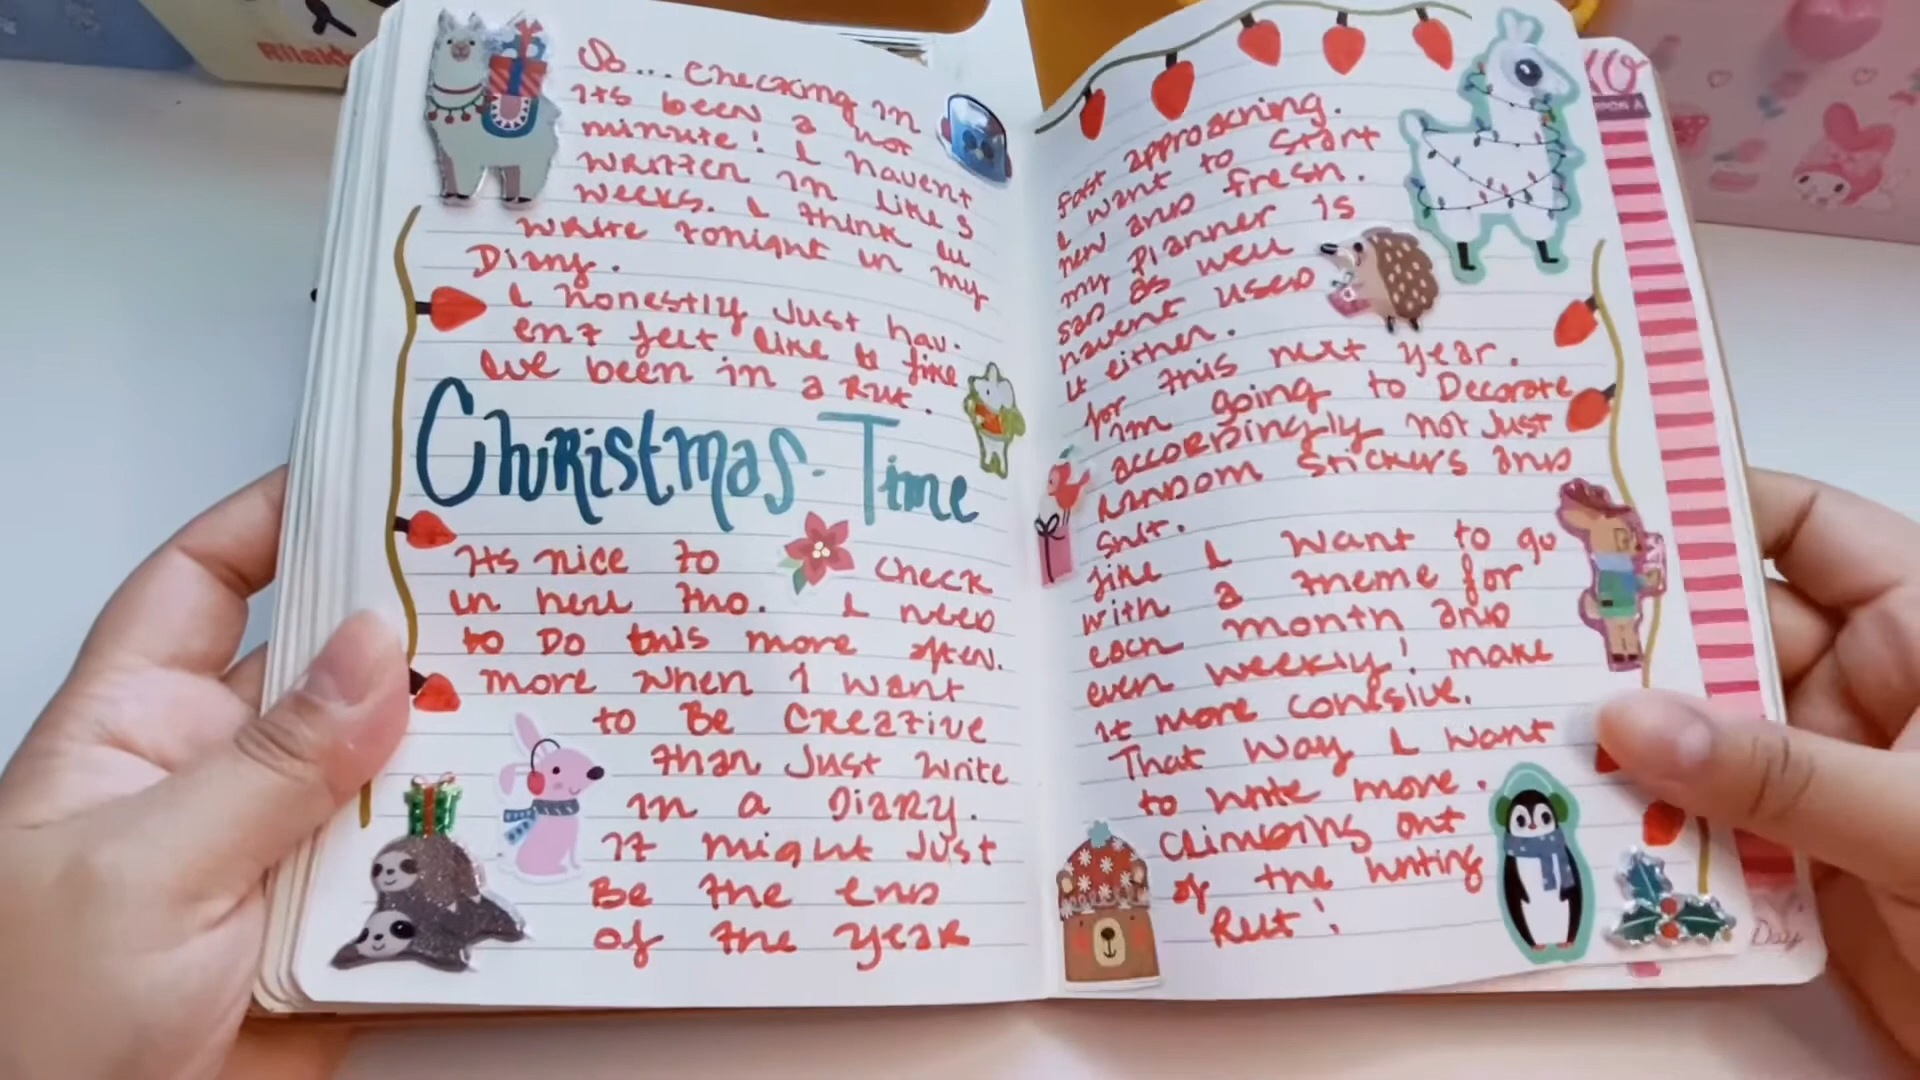 Rilakk
So... checking in
its been a hot
minute! I havent
written in like 3
weeks. I think ill
write tonight in my
Diary.
I honestly just hav-
ent felt like it fike
Ive been in a Rut.
Christmas-Time
Its nice to check
in here tho. I need
to Do this more often.
more when I want
to Be Creative
than Just write
in a Diary.
It might Just
Be the end
of the year
fast approaching.
I want to start
new and fresh.
my planner is
sad as well
havent used
it either.
for this next year.
im going to Decorate
accordingly not Just
random stickers and
shit.
fike I want to go
with a theme for
each month and
even weekly! make
it more conssive.
That way I want
to write more.
Climbing out
of the writing
Rut!
UPON A
Day